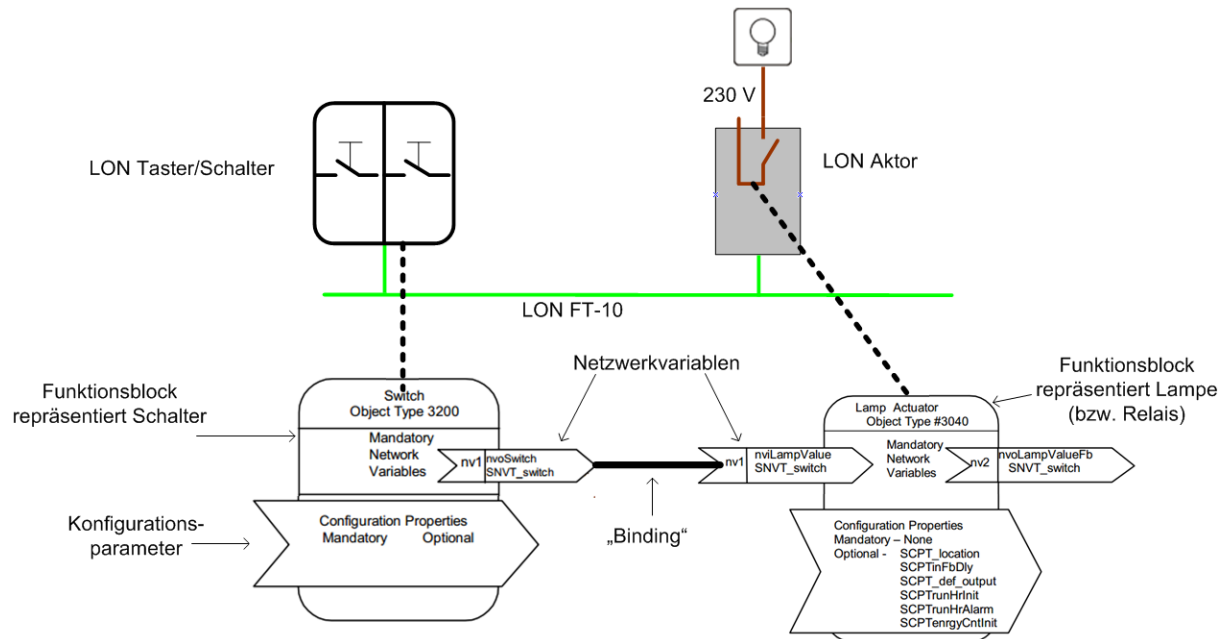 230 V
LON Taster/Schalter
LON Aktor
LON FT-10
Netzwerkvariablen
Funktionsblock
repräsentiert Schalter
Funktionsblock
repräsentiert Lampe
(bzw. Relais)
Switch
Object Type 3200
Mandatory
Network
Variables
nv1
nvoSwitch
SNVT_switch
Configuration Properties
Mandatory Optional
Konfigurations-
parameter
„Binding“
Lamp Actuator
Object Type #3040
nv1
nviLampValue
SNVT_switch
Mandatory
Network
Variables
nv2
nvoLampValueFb
SNVT_switch
Configuration Properties
Mandatory – None
Optional - SCPT_location
SCPTinFbDly
SCPT_def_output
SCPTrunHrInit
SCPTrunHrAlarm
SCPTenrgyCntInit